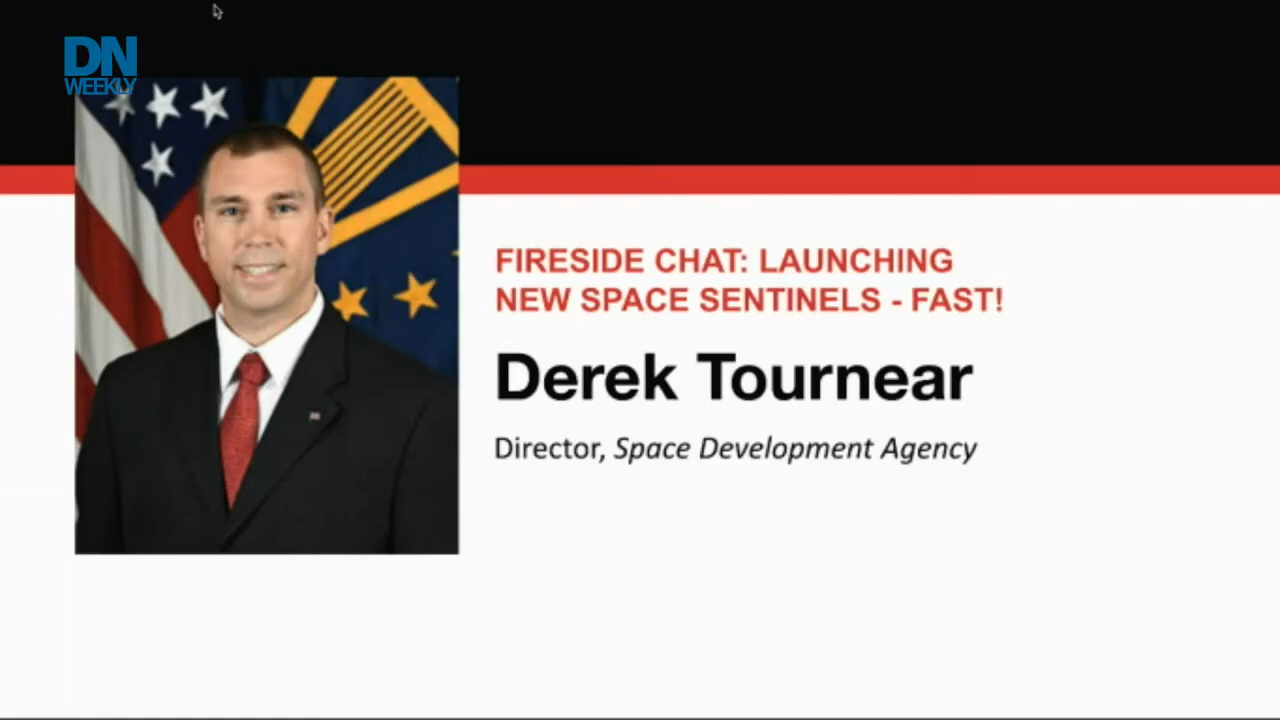 DN
WEEKLY
FIRESIDE CHAT: LAUNCHING
NEW SPACE SENTINELS - FAST!
Derek Tournear
Director, Space Development Agency